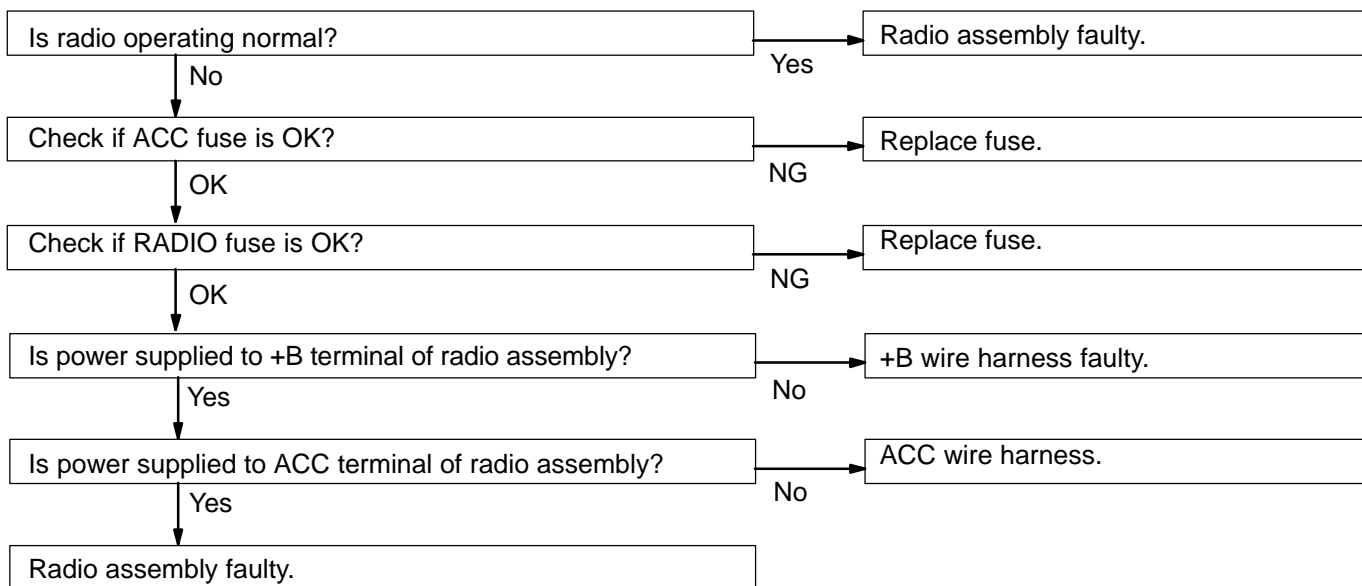 Is radio operating normal?
Yes
Radio assembly faulty.
No
Check if ACC fuse is OK?
NG
Replace fuse.
OK
Check if RADIO fuse is OK?
NG
Replace fuse.
OK
Is power supplied to +B terminal of radio assembly?
No
+B wire harness faulty.
Yes
Is power supplied to ACC terminal of radio assembly?
No
ACC wire harness.
Yes
Radio assembly faulty.